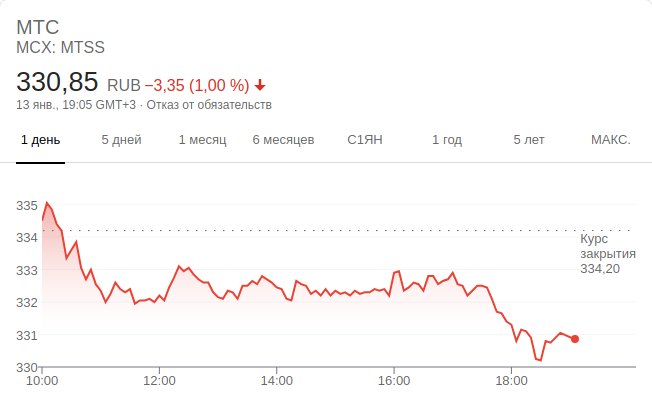 МТС
MCX: MTSS
330,85 RUB −3,35 (1,00 %)
13 янв., 19:05 GMT+3 · Отказ от обязательств
1 день 5 дней 1 месяц 6 месяцев С1ЯН 1 год 5 лет МАКС.
335
334
333
332
331
330
Курс
закрытия
334,20
10:00 12:00 14:00 16:00 18:00